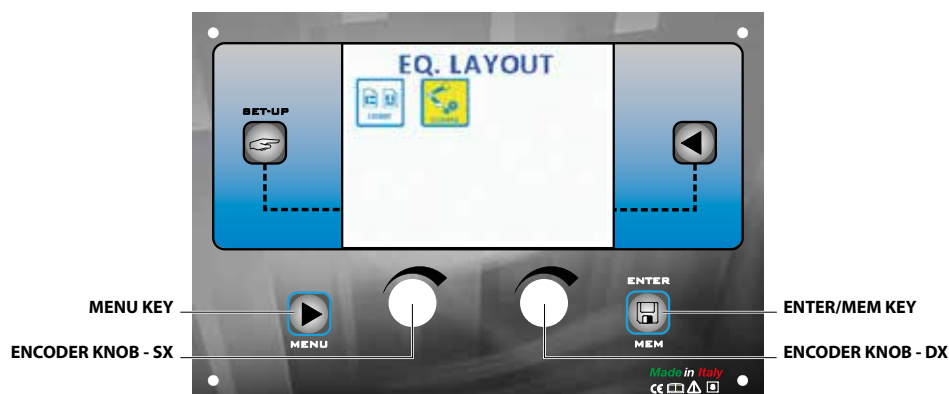 EQ. LAYOUT
SET-UP
ENTER
MENU KEY
ENTER/MEM KEY
MENU
MEM
ENCODER KNOB - SX
ENCODER KNOB - DX
Made in Italy
CE